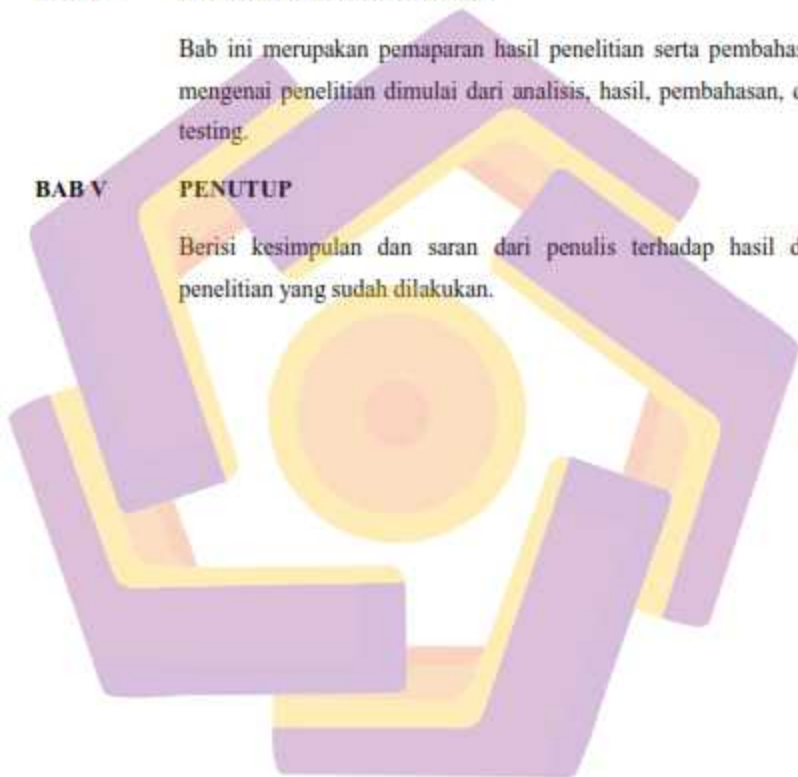 Bab ini merupakan pemaparan hasil penelitian serta
mengenai penelitian dimulai dari analisis, hasil, pembahasan,
testing.
BAB V PENUTUP
Berisi kesimpulan dan saran dari penulis terhadap hasil
penelitian yang sudah dilakukan.